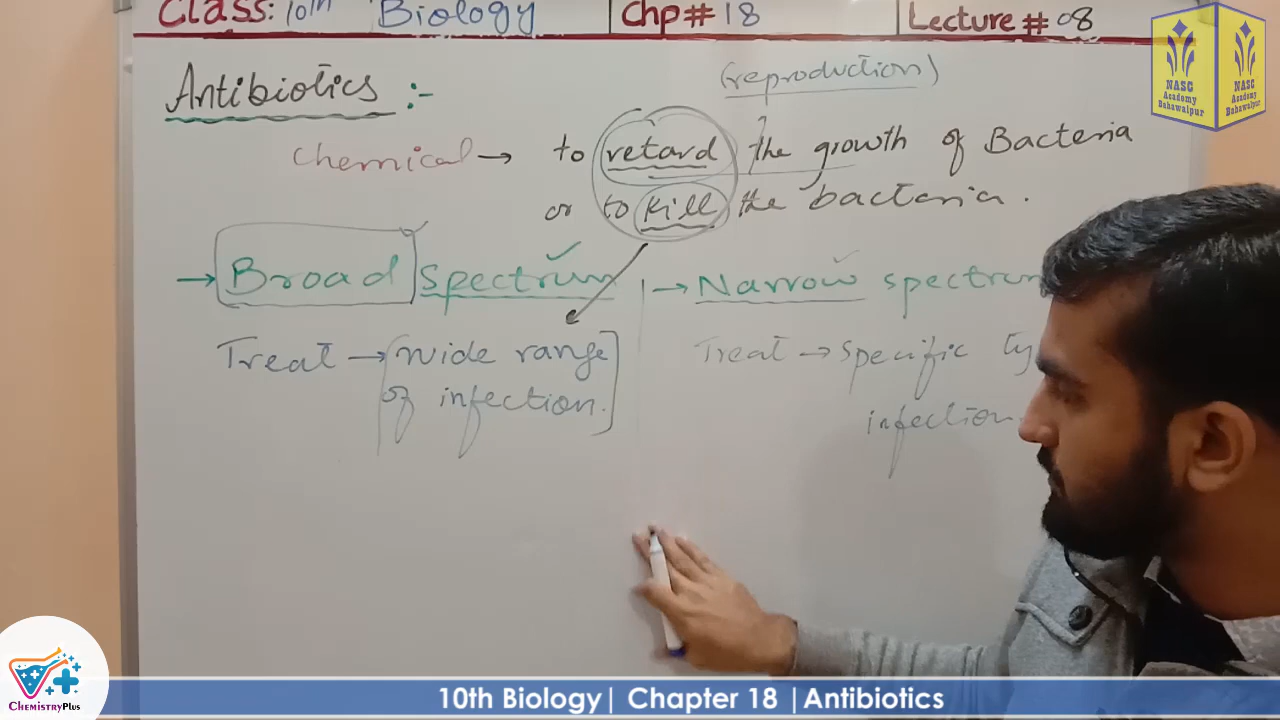 Class: 10th Biology Chp # 18 Lecture # 08
NASC Academy Bahawalpur
NASC Academy Bahawalpur
Antibiotics :-
(reproduction)
Chemical → to retard the growth of Bacteria
or to kill the bacteria.
→ Broad spectrum
→ Narrow spectrum
Treat → wide range
of infection.
Treat → specific
infection
CHEMISTRY PLUS
10th Biology| Chapter 18 |Antibiotics